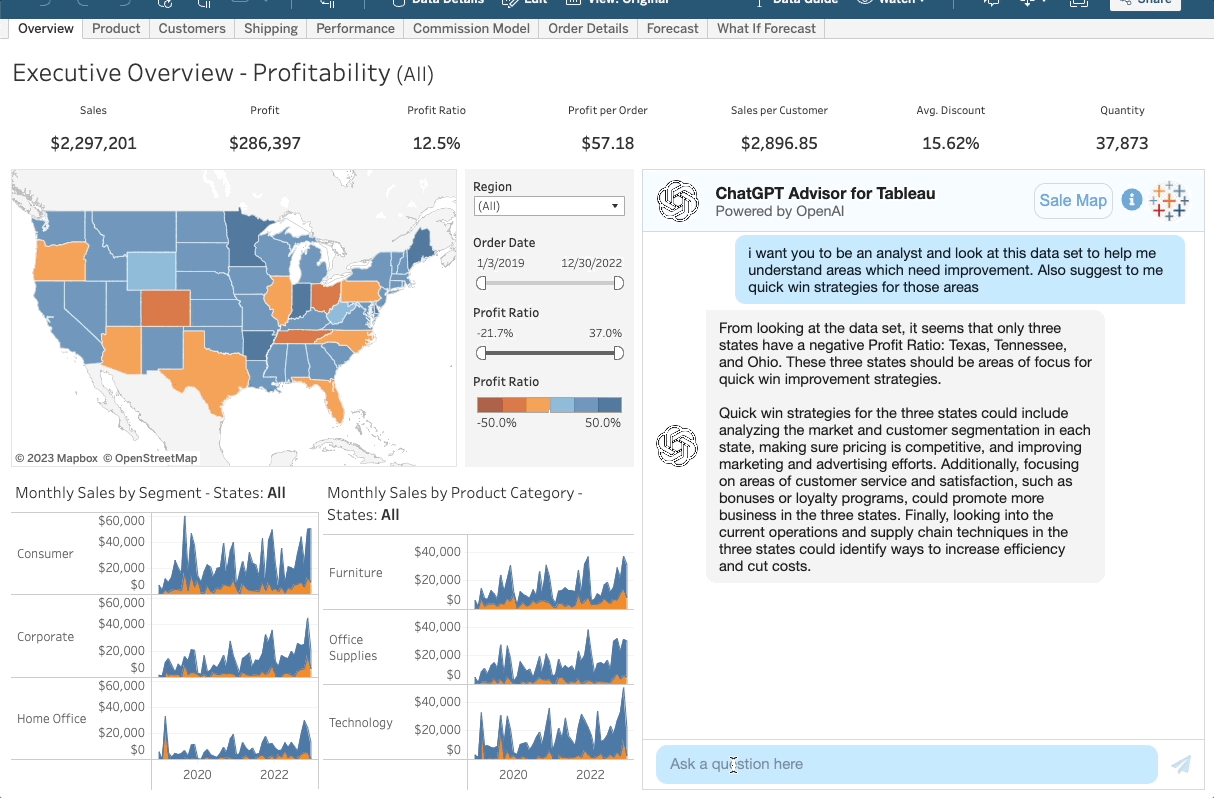 Data Details Edit View: Original Data Guide Watch Share
Overview Product Customers Shipping Performance Commission Model Order Details Forecast What If Forecast
Executive Overview - Profitability (All)
Sales Profit Profit Ratio Profit per Order Sales per Customer Avg. Discount Quantity
$2,297,201 $286,397 12.5% $57.18 $2,896.85 15.62% 37,873
© 2023 Mapbox © OpenStreetMap
Region
(All)
Order Date
1/3/2019 12/30/2022
Profit Ratio
-21.7% 37.0%
Profit Ratio
-50.0% 50.0%
Monthly Sales by Segment - States: All
$60,000
$40,000
Consumer
$20,000
$0
$60,000
$40,000
Corporate
$20,000
$0
$60,000
$40,000
Home Office
$20,000
$0
2020 2022
Monthly Sales by Product Category -
States: All
$40,000
Furniture
$20,000
$0
$40,000
Office
Supplies
$20,000
$0
$40,000
Technology
$20,000
$0
2020 2022
ChatGPT Advisor for Tableau
Powered by OpenAI
Sale Map
i want you to be an analyst and look at this data set to help me
understand areas which need improvement. Also suggest to me
quick win strategies for those areas
From looking at the data set, it seems that only three
states have a negative Profit Ratio: Texas, Tennessee,
and Ohio. These three states should be areas of focus for
quick win improvement strategies.
Quick win strategies for the three states could include
analyzing the market and customer segmentation in each
state, making sure pricing is competitive, and improving
marketing and advertising efforts. Additionally, focusing
on areas of customer service and satisfaction, such as
bonuses or loyalty programs, could promote more
business in the three states. Finally, looking into the
current operations and supply chain techniques in the
three states could identify ways to increase efficiency
and cut costs.
Ask a question here